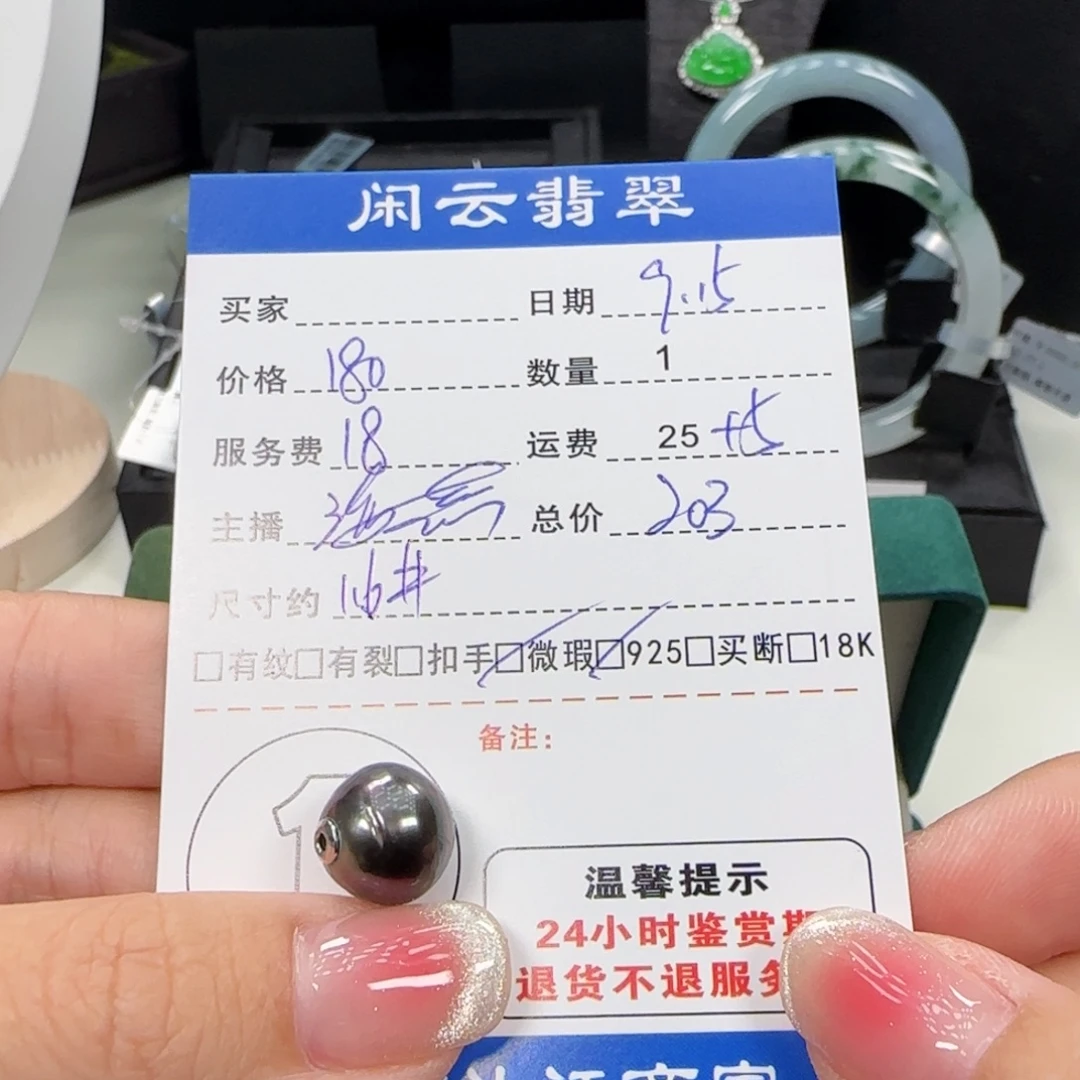 闲云翡翠
买家 日期 9.15
价格 180 数量 1
服务费 18 运费 25 +5
主播 总价 203
尺寸约
□有纹□有裂□扣手□微瑕□925□买断□18K
备注:
1
温馨提示
24小时鉴赏期
退货不退服务